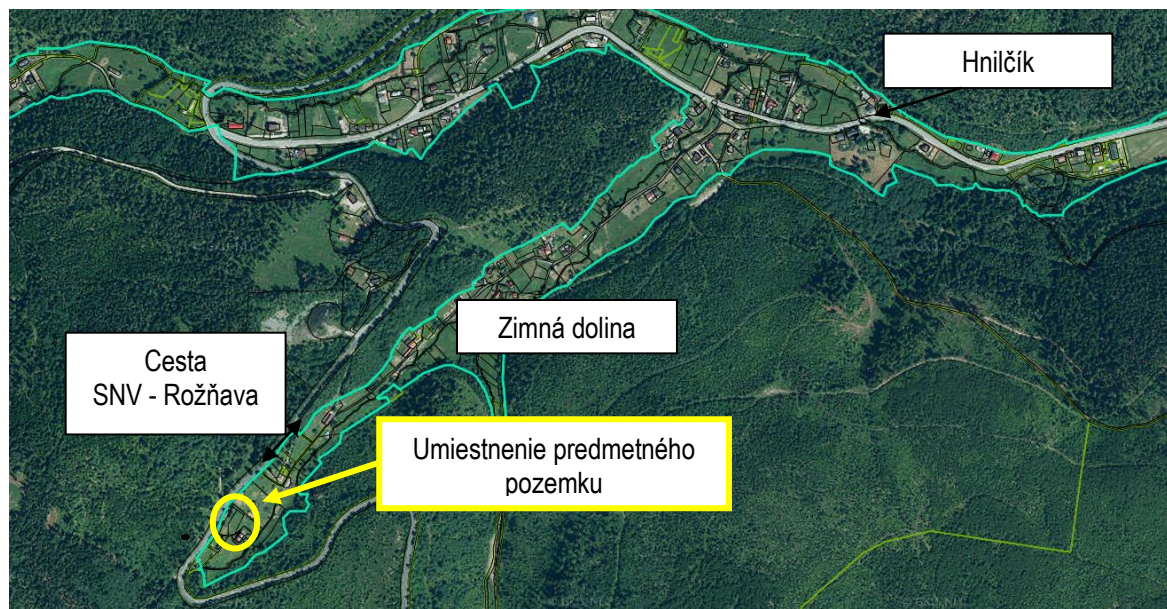 Hnilčík
Zimná dolina
Cesta
SNV - Rožňava
Umiestnenie predmetného
pozemku